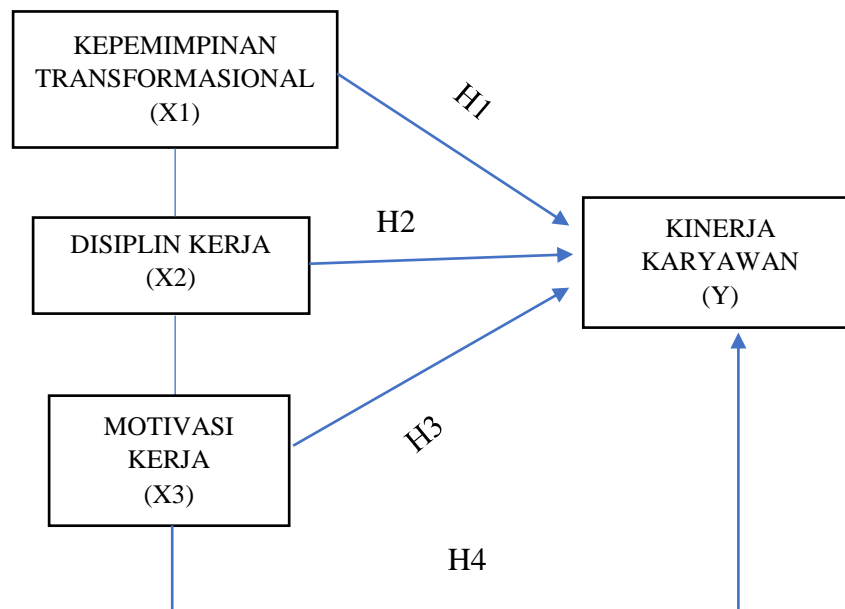 KEPEMIMPINAN
TRANSFORMASIONAL
(X1)
H1
H2
DISIPLIN KERJA
(X2)
KINERJA
KARYAWAN
(Y)
MOTIVASI
KERJA
(X3)
H3
H4